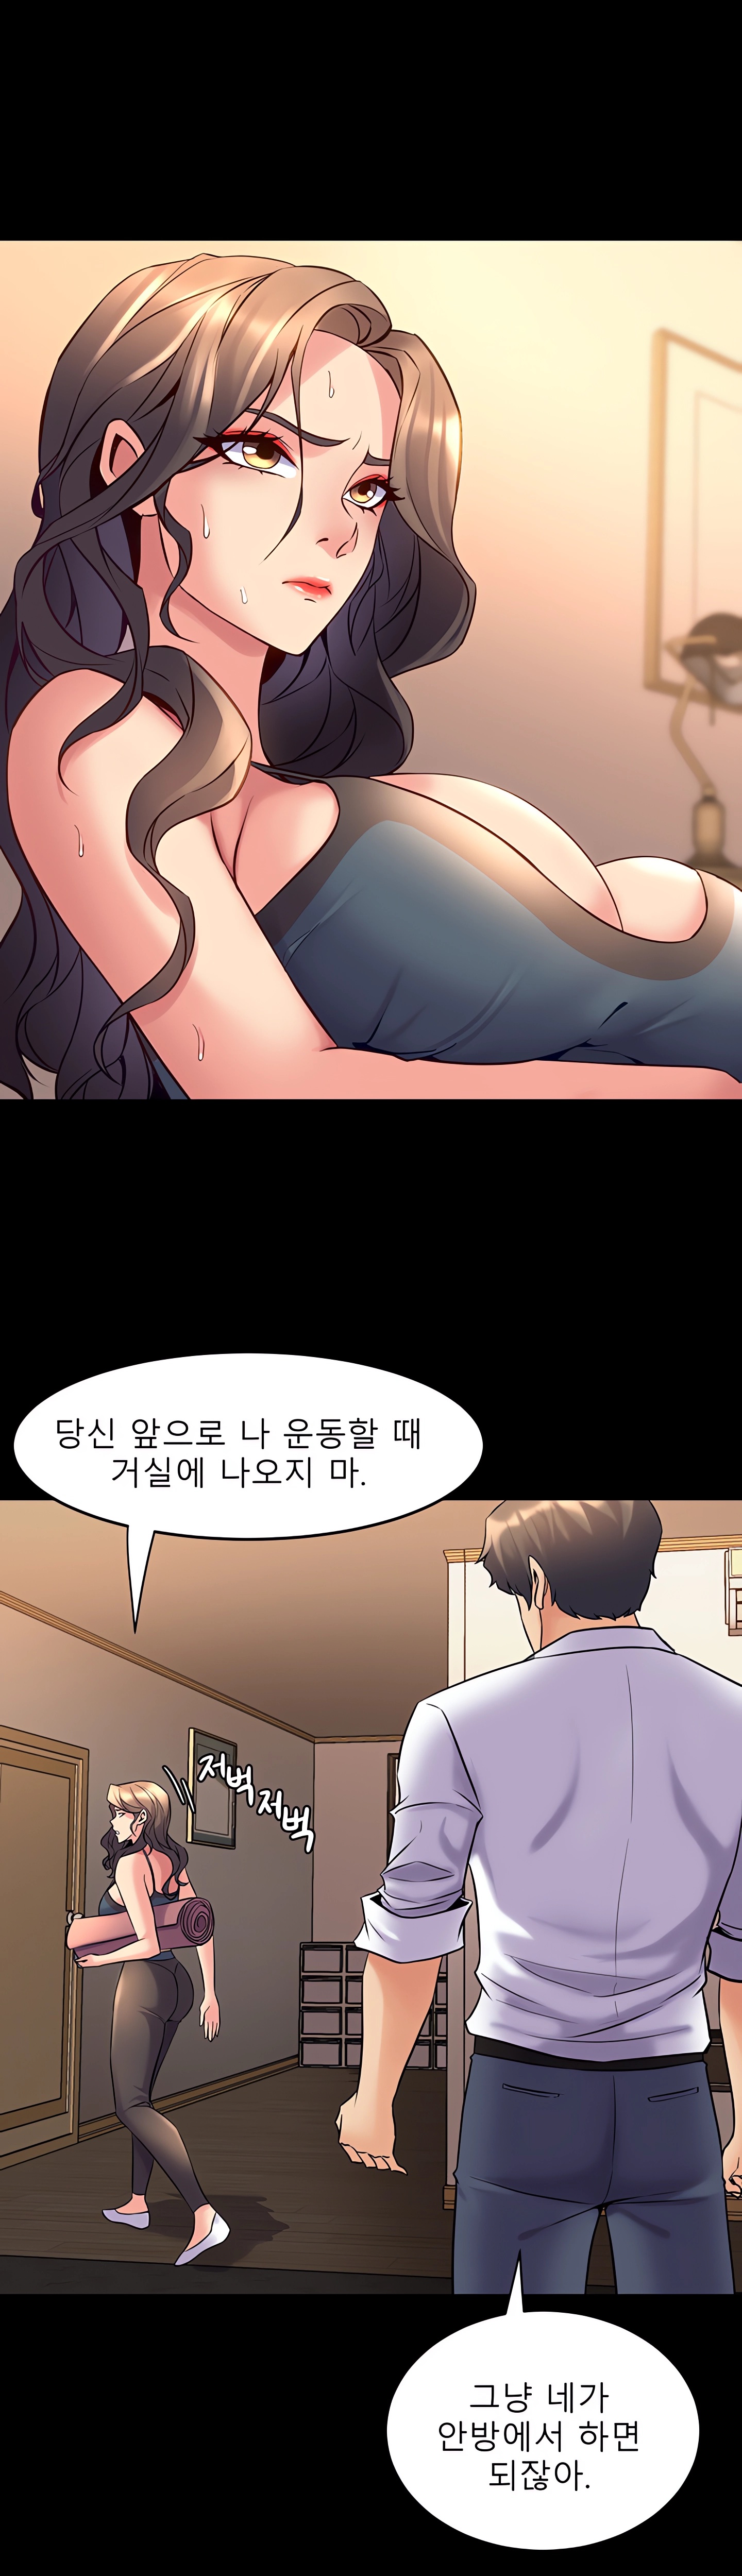 당신 앞으로 나 운동할 때
거실에 나오지 마.
저벅
저벅
그냥 네가
안방에서 하면
되잖아.